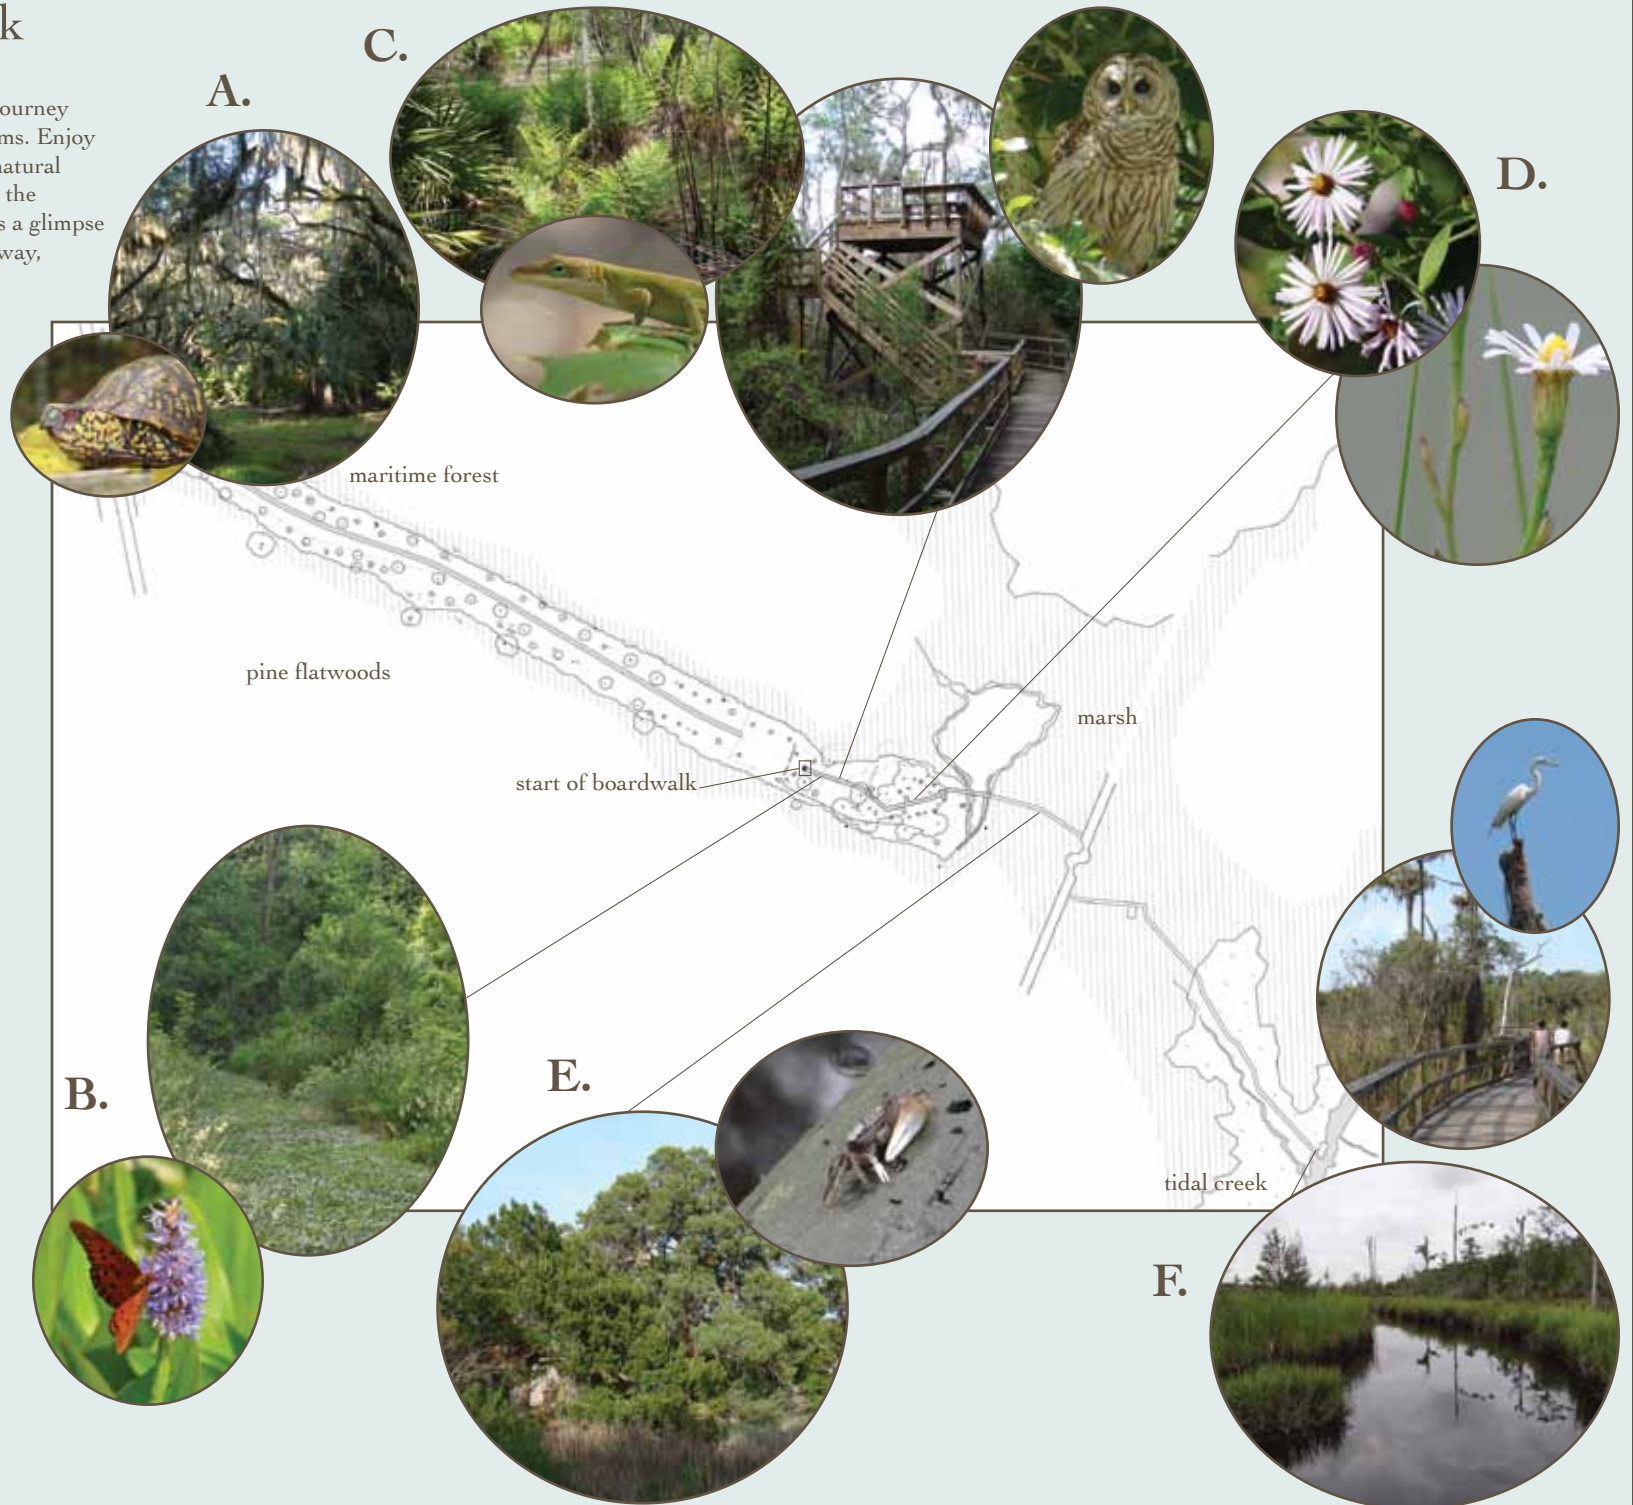 k
ourney
ms. Enjoy
natural
the
s a glimpse
way,
A.
C.
D.
maritime forest
pine flatwoods
marsh
start of boardwalk
B.
E.
tidal creek
F.